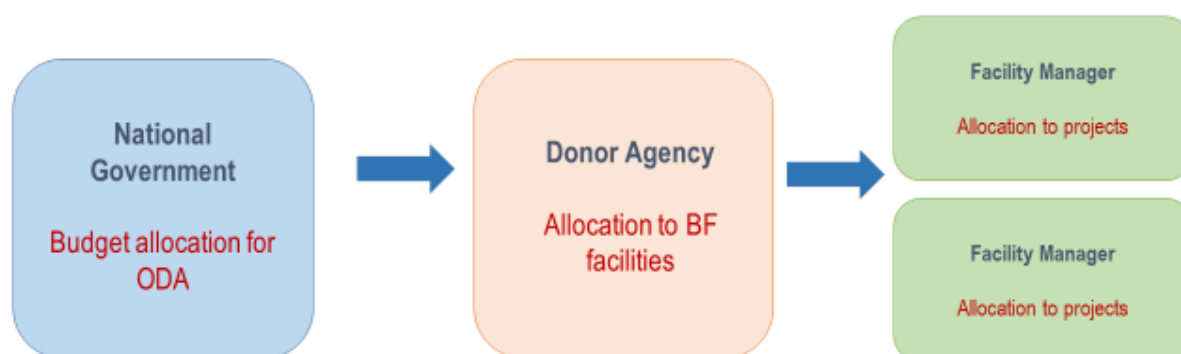 National
Government
Budget allocation for
ODA
Donor Agency
Allocation to BF
facilities
Facility Manager
Allocation to projects
Facility Manager
Allocation to projects